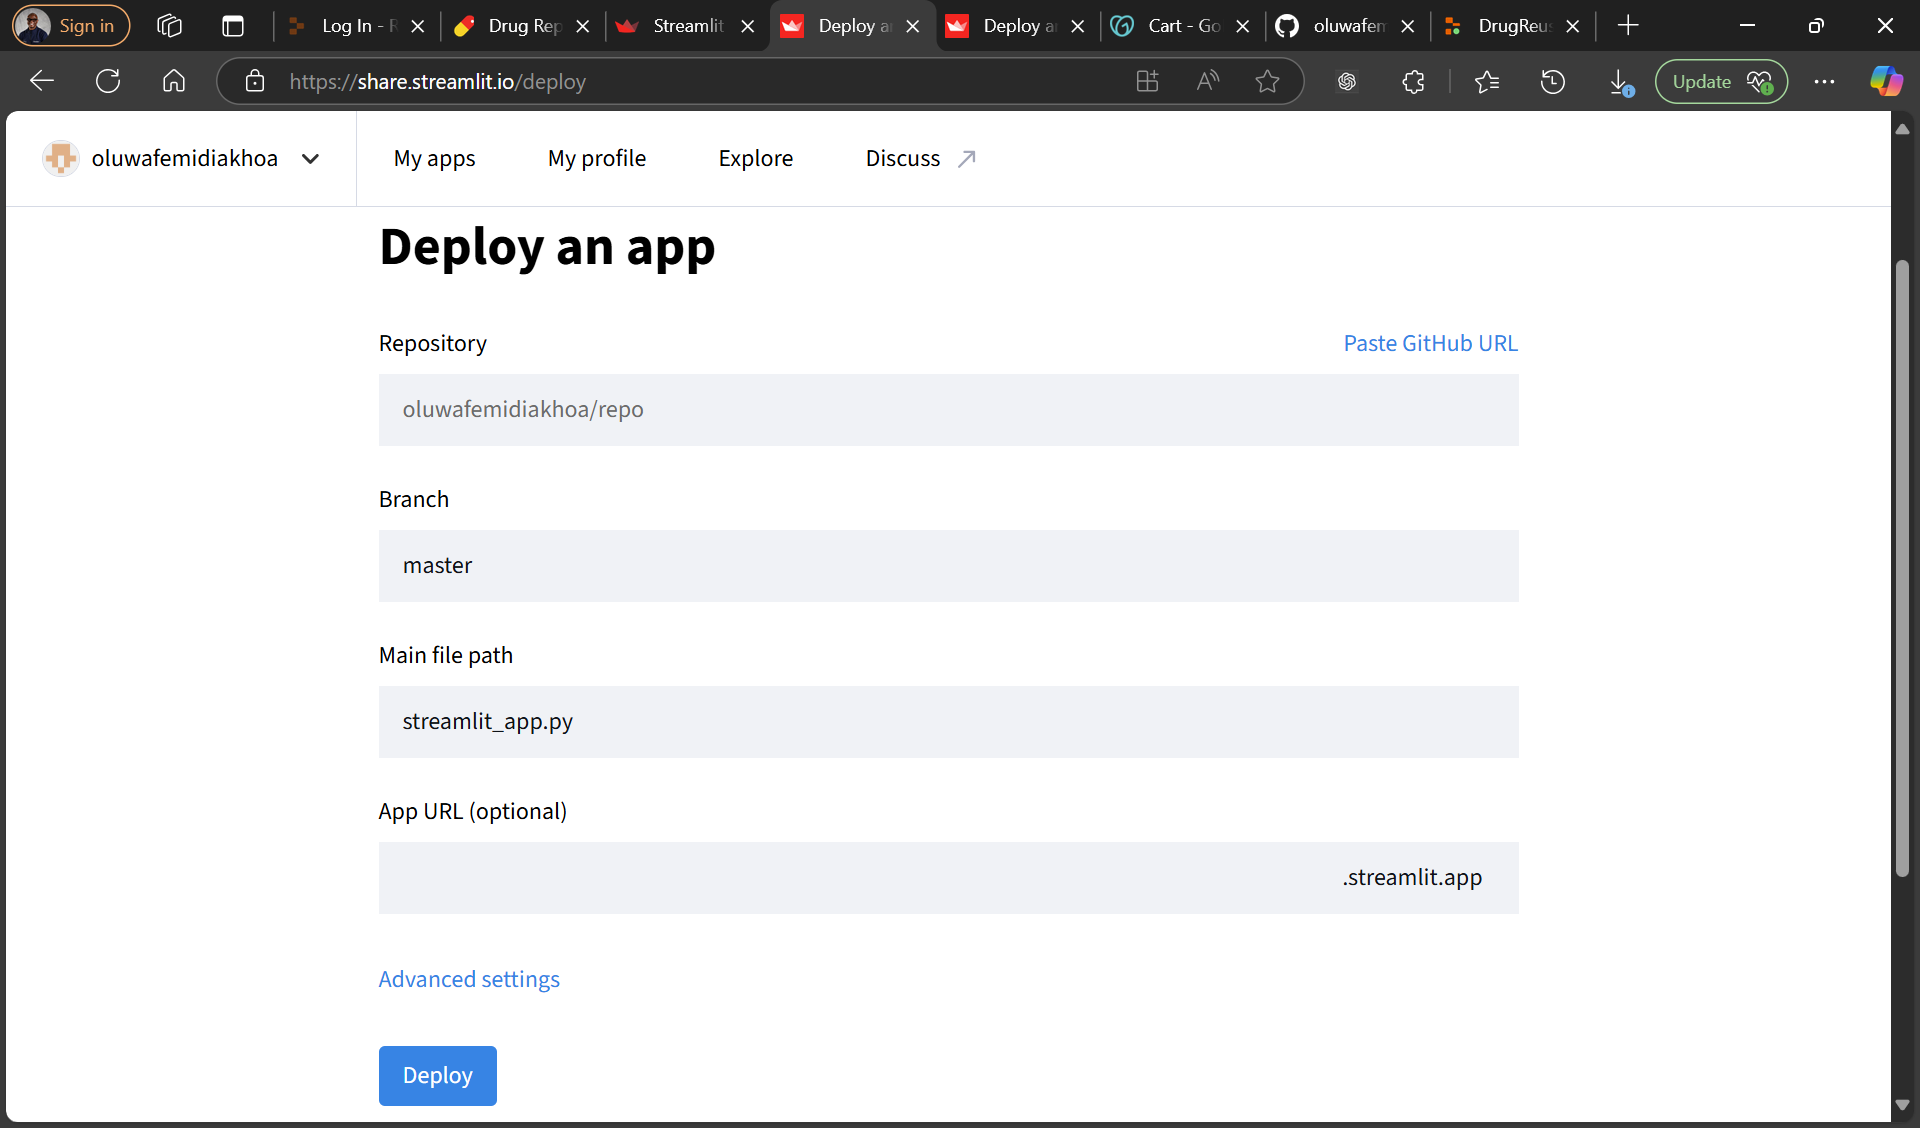 Sign in
Log In - R
Drug Rep
Streamlit
Deploy a
Deploy a
Cart - Go
oluwafem
DrugReus
https://share.streamlit.io/deploy
Update
oluwafemidiakhoa
My apps
My profile
Explore
Discuss
Deploy an app
Repository
Paste GitHub URL
oluwafemidiakhoa/repo
Branch
master
Main file path
streamlit_app.py
App URL (optional)
.streamlit.app
Advanced settings
Deploy